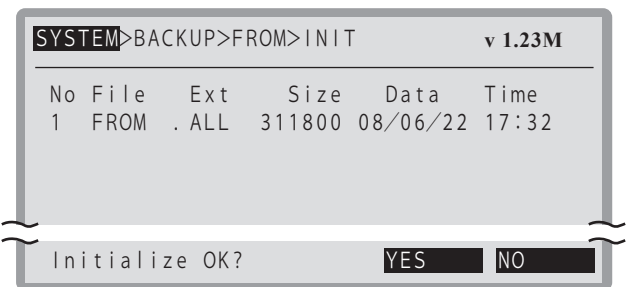 SYSTEM>BACKUP>FROM>INIT v 1.23M
No File Ext Size Data Time
1 FROM .ALL 311800 08/06/22 17:32
Initialize OK? YES NO